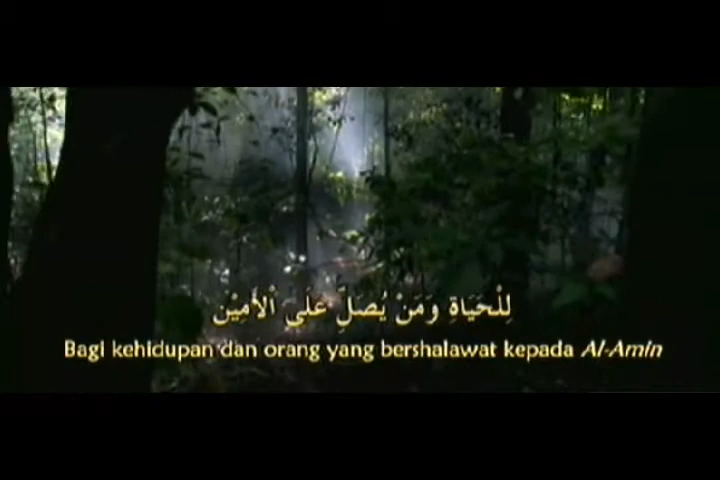 لِلْحَيَاةِ وَمَنْ يُصَلِّ عَلَى الْأَمِيْنِ
Bagi kehidupan dan orang yang bershalawat kepada Al-Amin